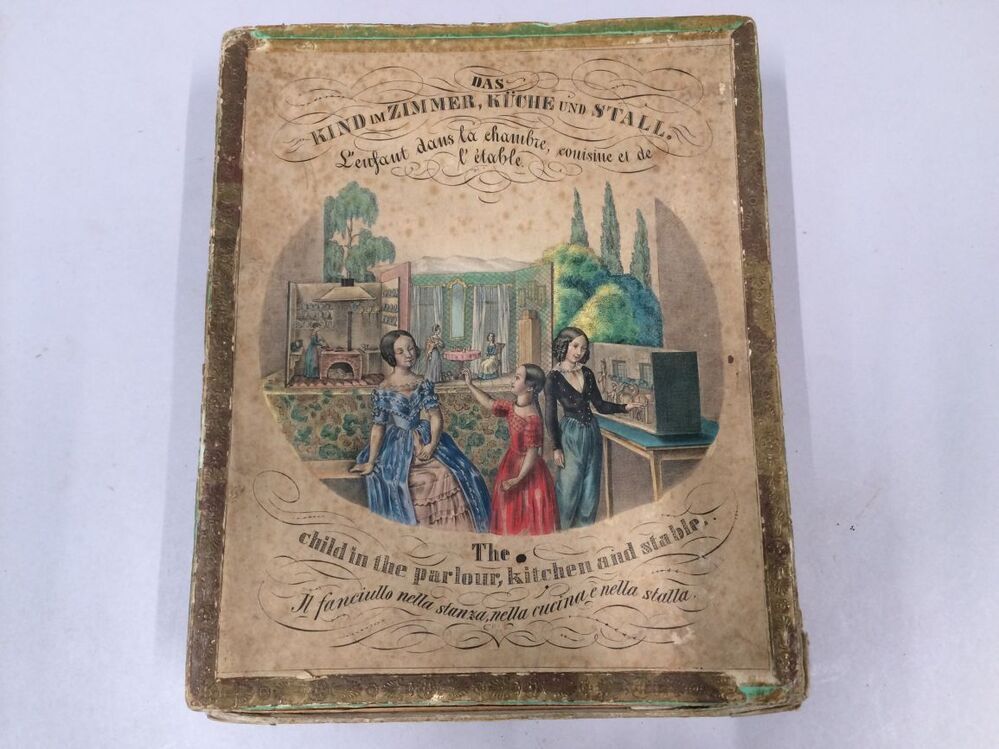 DAS
KIND IM ZIMMER, KÜCHE UND STALL.
L'enfant dans la chambre, couisine et de
l'étable
The
child in the parlour, kitchen and stable.
Il fanciullo nella stanza, nella cucina, e nella stalla.